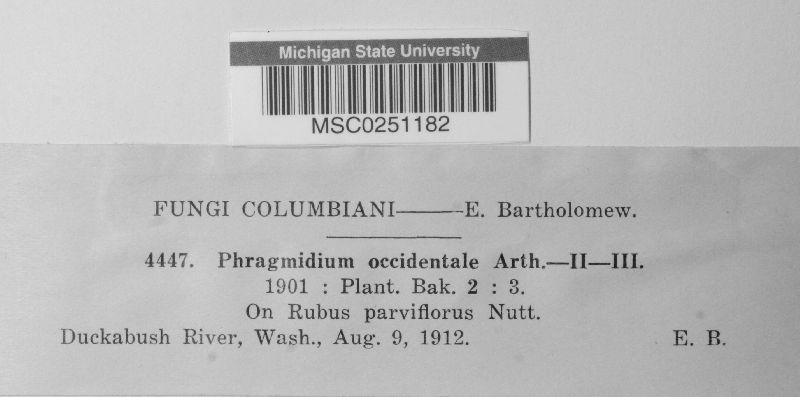 Michigan State University
MSC0251182
FUNGI COLUMBIANI———E. Bartholomew.
4447. Phragmidium occidentale Arth.—II—III.
1901 : Plant. Bak. 2 : 3.
On Rubus parviflorus Nutt.
Duckabush River, Wash., Aug. 9, 1912. E. B.